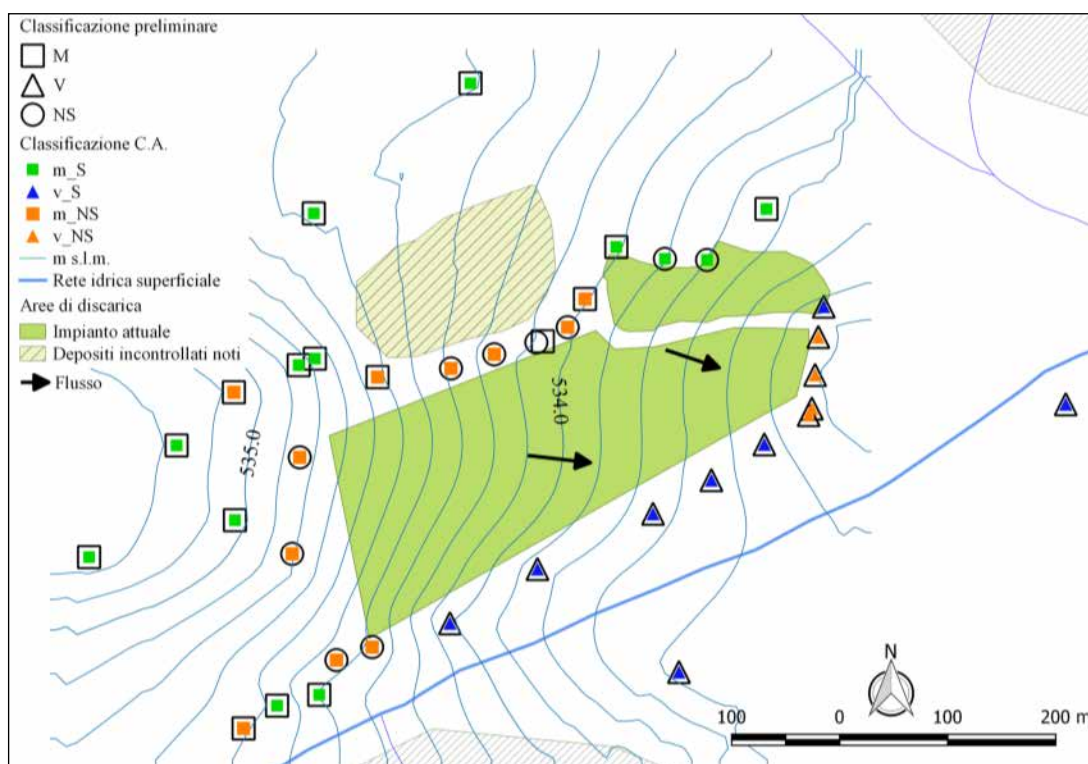 Classificazione preliminare
M
V
NS
Classificazione C.A.
m_S
v_S
m_NS
v_NS
m s.l.m.
Rete idrica superficiale
Aree di discarica
Impianto attuale
Depositi incontrollati noti
Flusso
535.0
534.0
N
100 0 100 200 m